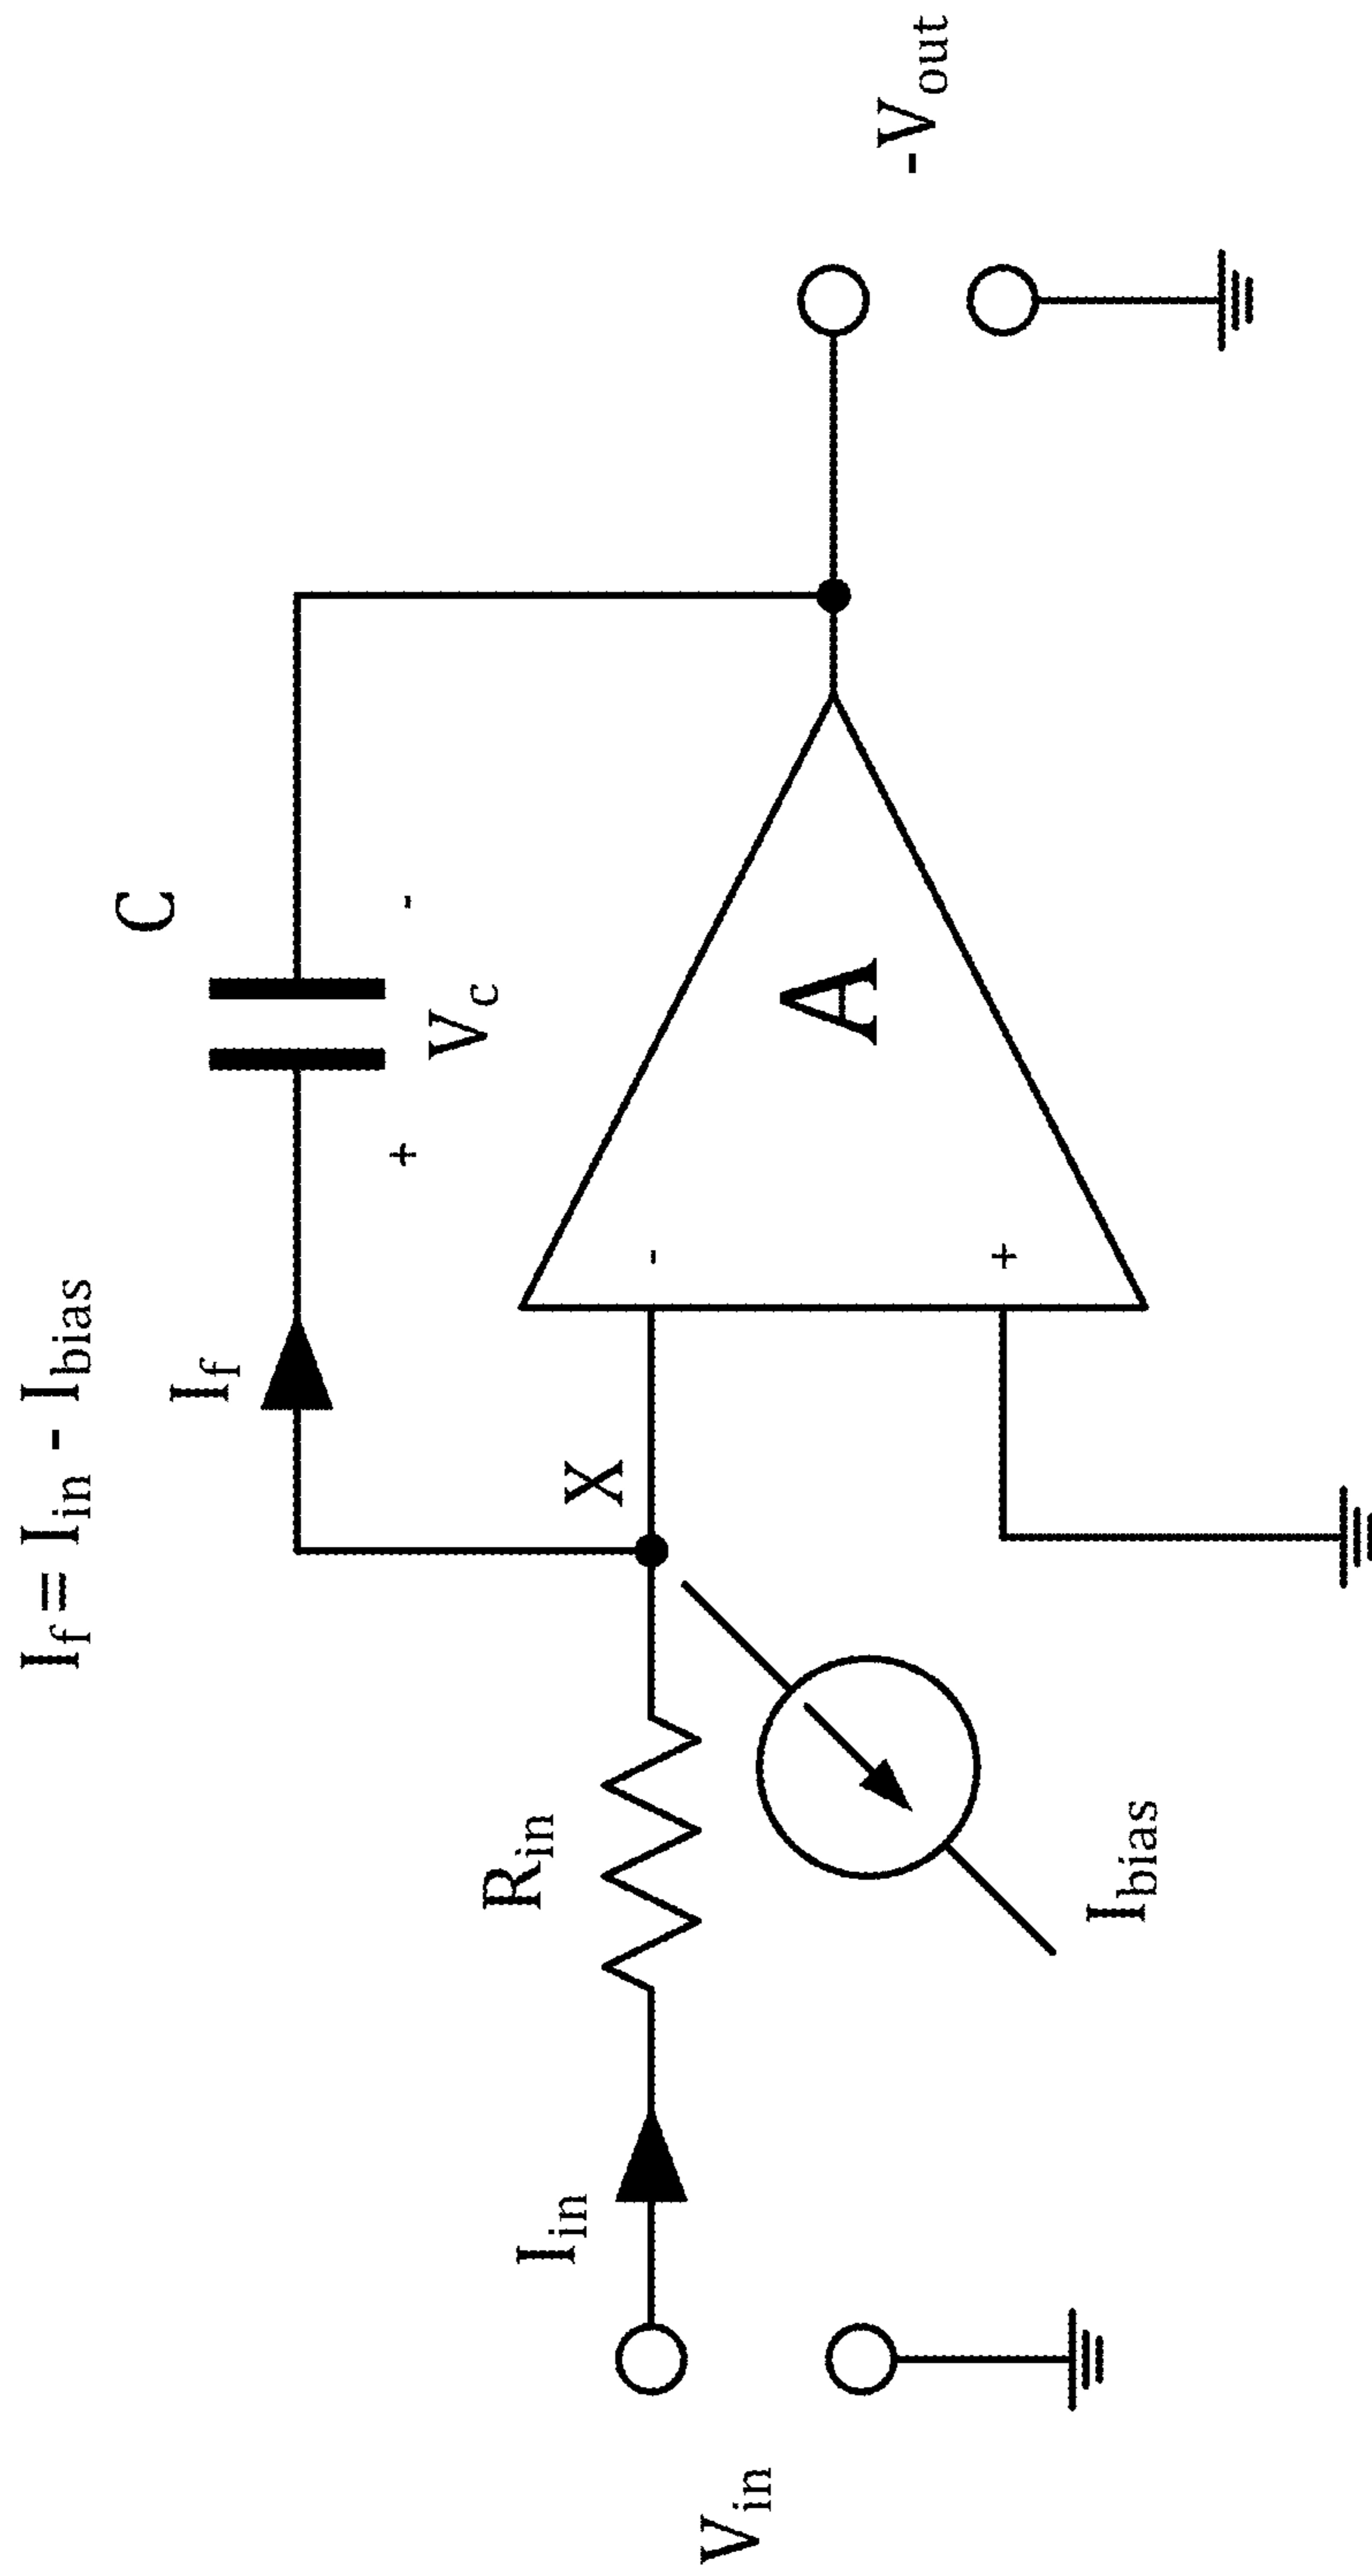 I_f = I_in - I_bias
I_f
C
+
V_c
-
X
-
A
+
R_in
I_in
I_bias
V_in
-V_out